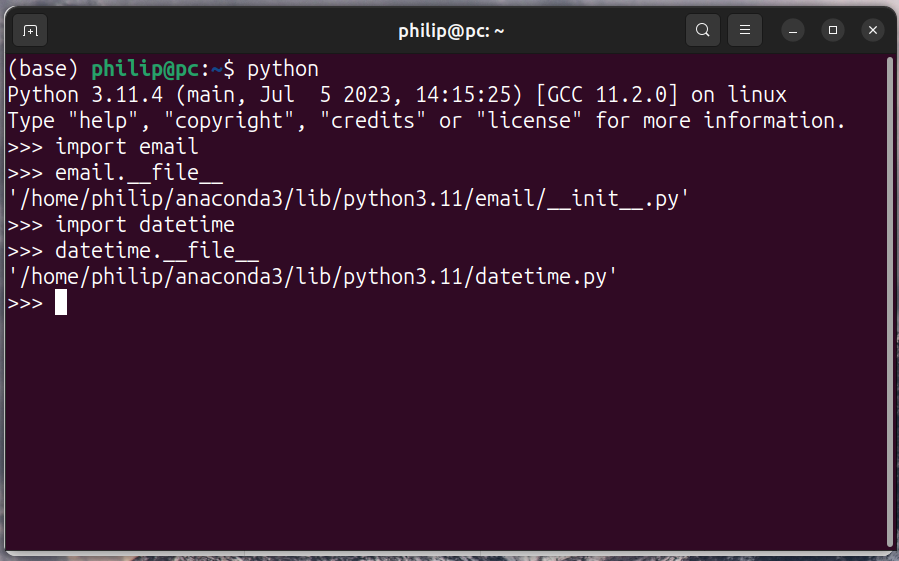 philip@pc: ~
(base) philip@pc:~$ python
Python 3.11.4 (main, Jul  5 2023, 14:15:25) [GCC 11.2.0] on linux
Type "help", "copyright", "credits" or "license" for more information.
>>> import email
>>> email.__file__
'/home/philip/anaconda3/lib/python3.11/email/__init__.py'
>>> import datetime
>>> datetime.__file__
'/home/philip/anaconda3/lib/python3.11/datetime.py'
>>>